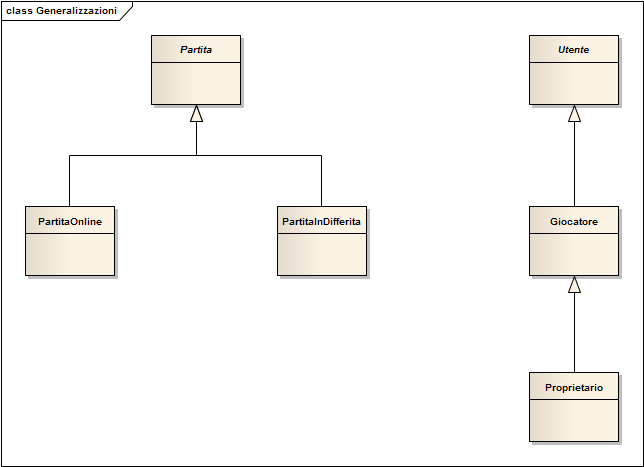 class Generalizzazioni
Partita
Utente
PartitaOnline
PartitaInDifferita
Giocatore
Proprietario